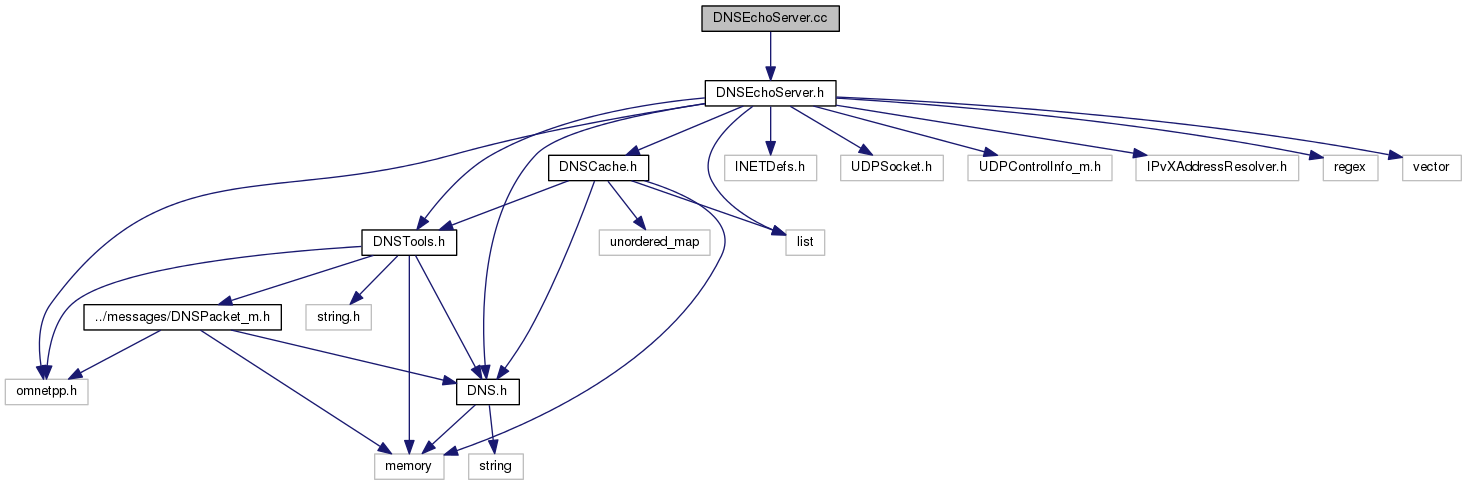 DNSEchoServer.cc
DNSEchoServer.h
DNSCache.h
INETDefs.h
UDPSocket.h
UDPControlInfo_m.h
IPvXAddressResolver.h
regex
vector
DNSTools.h
unordered_map
list
../messages/DNSPacket_m.h
string.h
omnetpp.h
DNS.h
memory
string